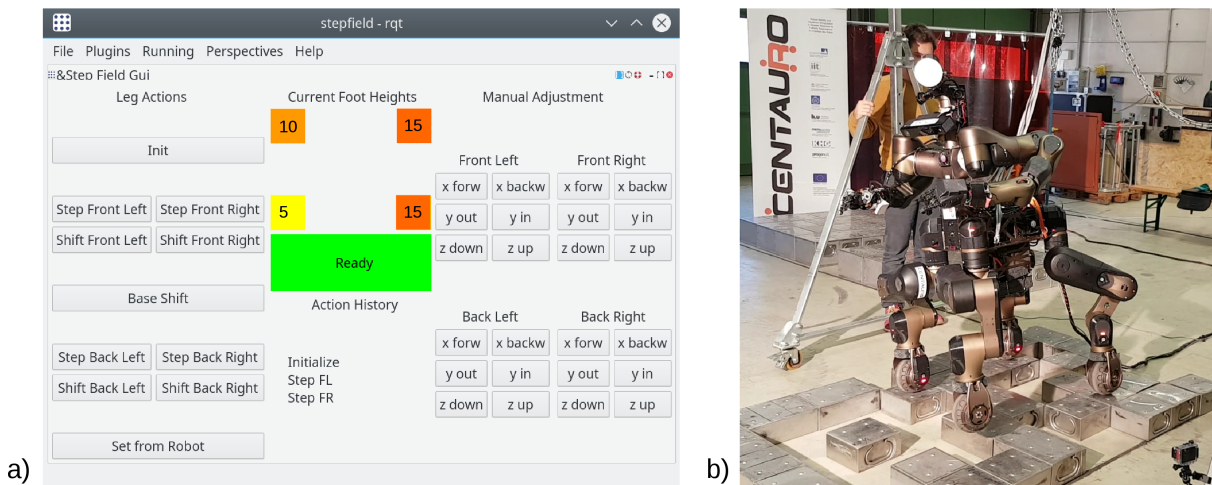 stepfield - rqt
File Plugins Running Perspectives Help
&Step Field Gui
Leg Actions
Current Foot Heights
Manual Adjustment
10
15
Init
Front Left
Front Right
x forw
x backw
x forw
x backw
Step Front Left
Step Front Right
5
15
y out
y in
y out
y in
Shift Front Left
Shift Front Right
z down
z up
z down
z up
Ready
Base Shift
Action History
Back Left
Back Right
x forw
x backw
x forw
x backw
Step Back Left
Step Back Right
Initialize
Step FL
Step FR
y out
y in
y out
y in
Shift Back Left
Shift Back Right
z down
z up
z down
z up
Set from Robot
a)
CENTAURO
iit
KHG
b)